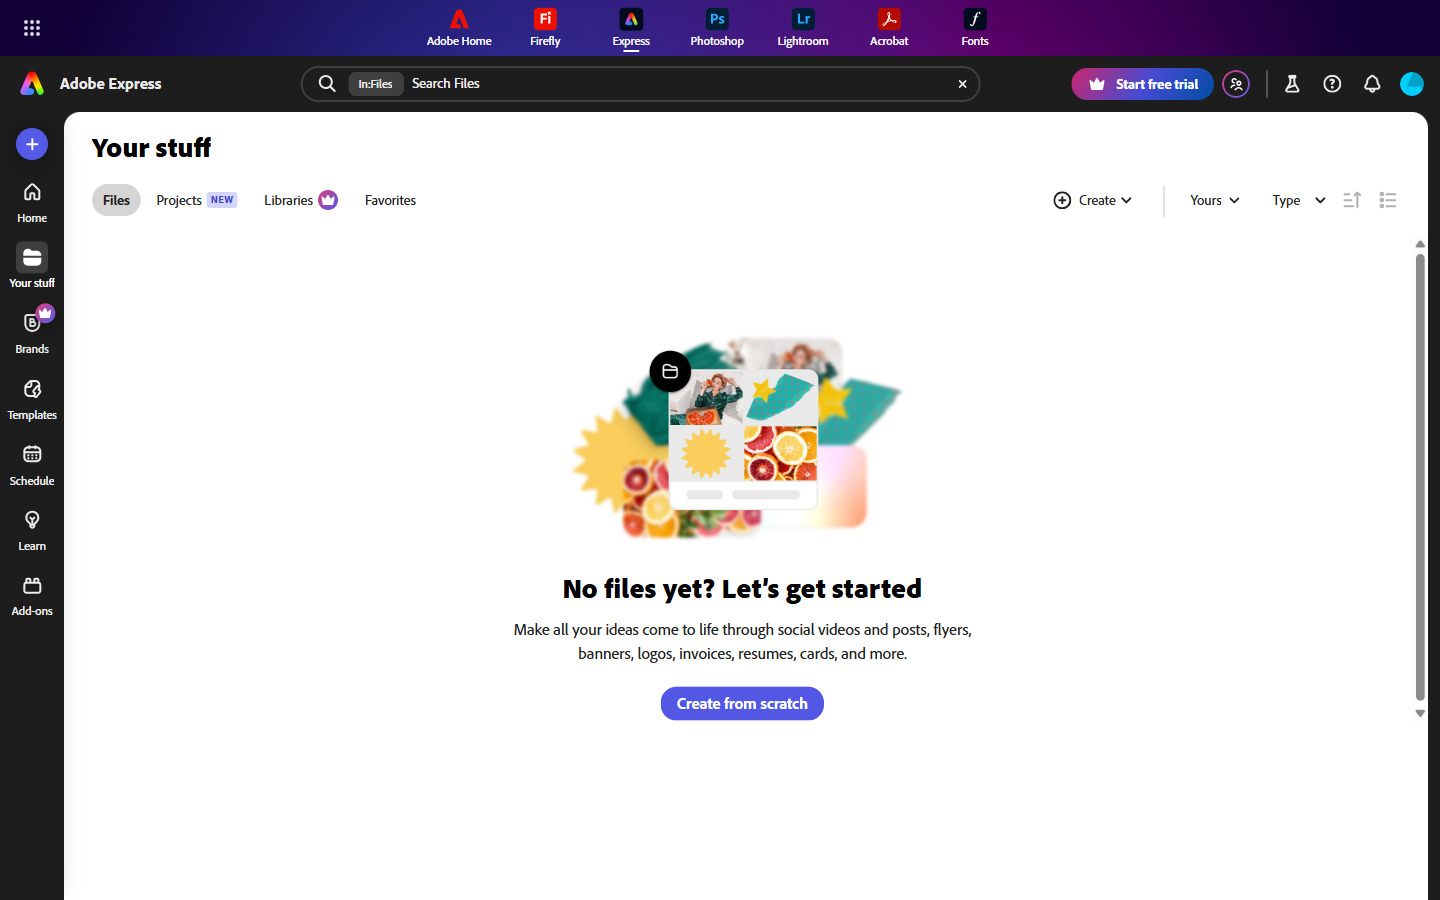 Adobe Home
Firefly
Express
Photoshop
Lightroom
Acrobat
Fonts
Fi
Ps
Lr
Adobe Express
In:Files Search Files
Start free trial
Home
Your stuff
Brands
Templates
Schedule
Learn
Add-ons
Your stuff
Files Projects NEW Libraries Favorites
Create Yours Type
No files yet? Let's get started
Make all your ideas come to life through social videos and posts, flyers,
banners, logos, invoices, resumes, cards, and more.
Create from scratch